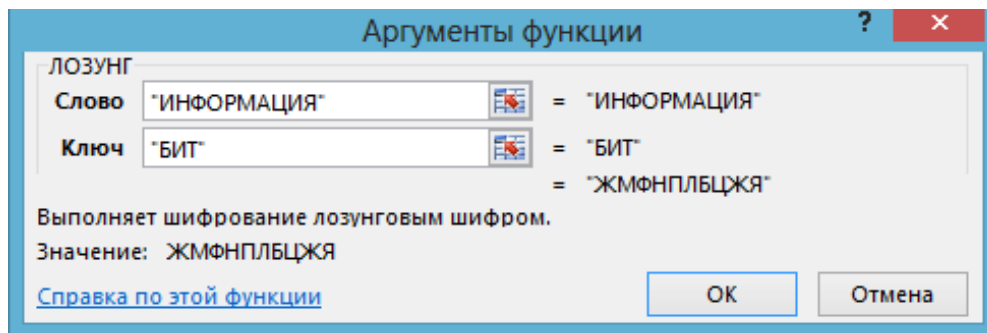 Аргументы функции ? ×
ЛОЗУНГ
Слово "ИНФОРМАЦИЯ" = "ИНФОРМАЦИЯ"
Ключ "БИТ" = "БИТ"
= "ЖМФНПЛБЦЖЯ"
Выполняет шифрование лозунговым шифром.
Значение: ЖМФНПЛБЦЖЯ
Справка по этой функции ОК Отмена